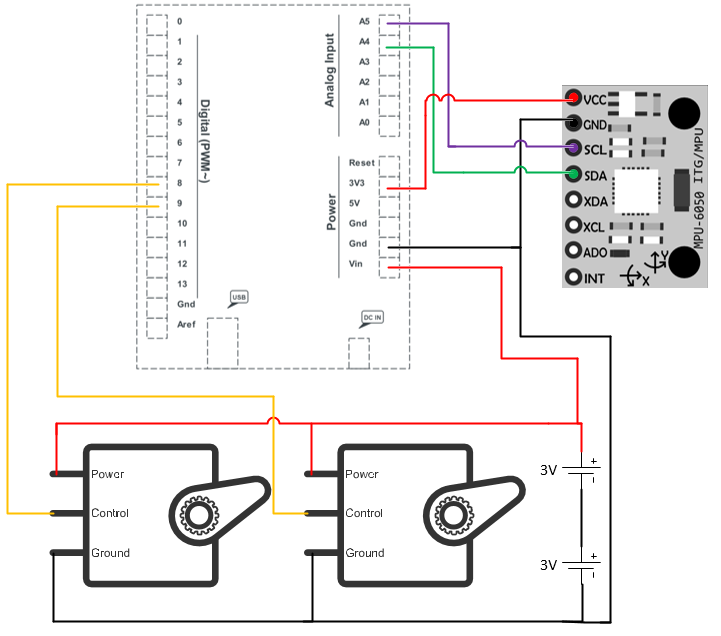 0
1
2
3
4
5
6
7
8
9
10
11
12
13
Gnd
Aref
Digital (PWM~)
USB
A5
A4
A3
A2
A1
A0
Analog Input
Reset
3V3
5V
Gnd
Gnd
Vin
Power
DC IN
VCC
GND
SCL
SDA
XDA
XCL
ADO
INT
MPU-6050 ITG/MPU
Y
X
Power
Control
Ground
Power
Control
Ground
3V
+
-
3V
+
-